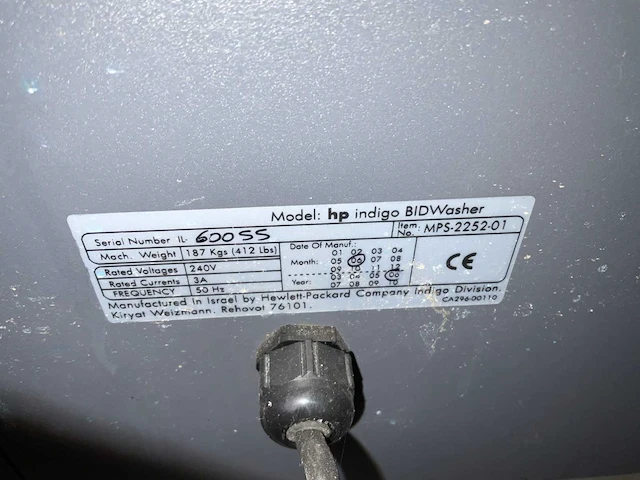 Model: hp indigo BIDWasher
Serial Number IL- 600SS
Item No. MPS-2252-01
Mach. Weight 187 Kgs (412 Lbs)
Rated Voltages 240V
Rated Currents 3A
FREQUENCY 50 Hz
Date Of Manuf.:
Month: 01 02 03 04
05 06 07 08
09 10 11 12
Year: 03 04 05 06
07 08 09 10
CE
Manufactured In Israel by Hewlett-Packard Company Indigo Division.
Kiryat Weizmann. Rehovot 76101.
CA296-00110